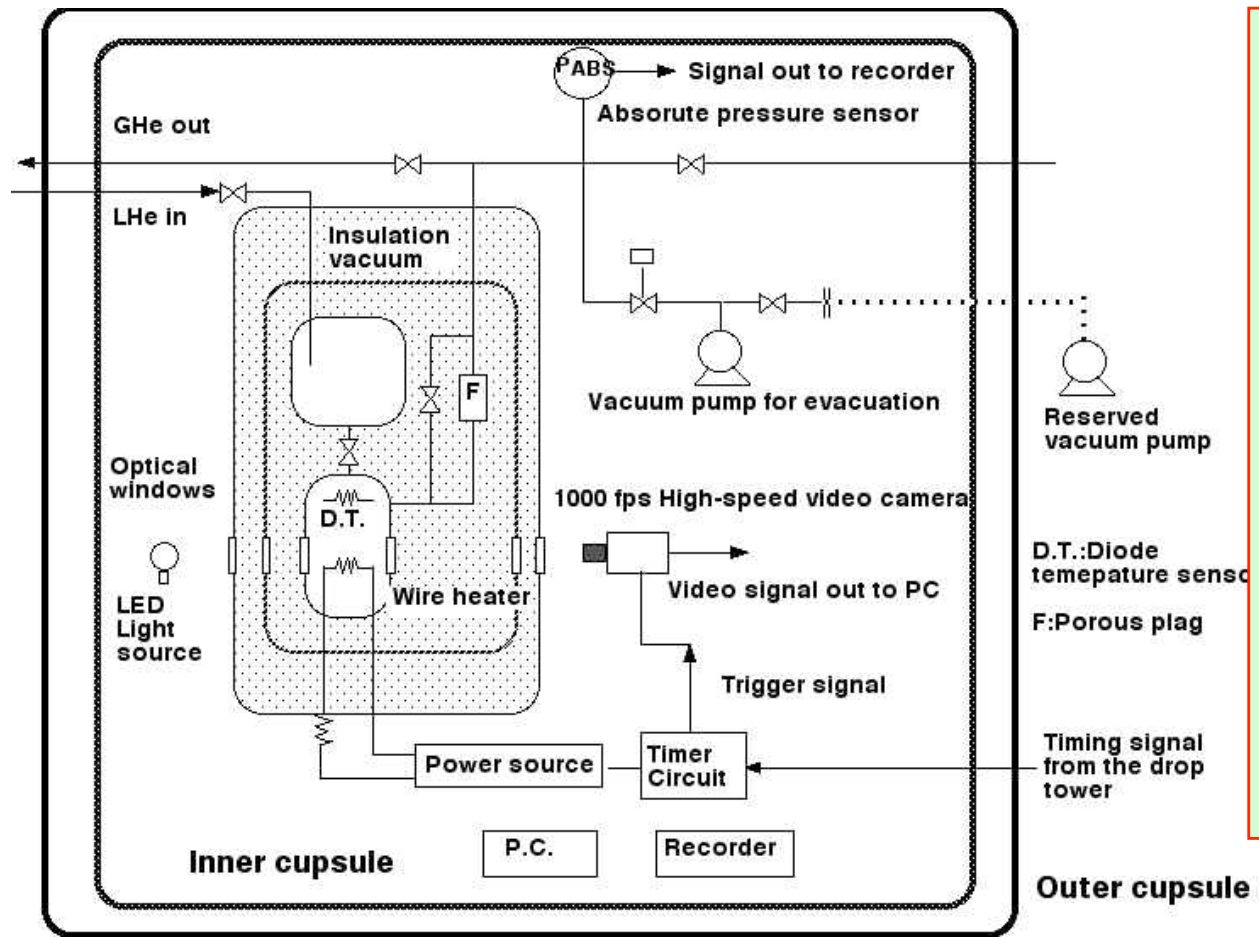 PABS
Signal out to recorder
Absorute pressure sensor
GHe out
LHe in
Insulation
vacuum
F
Vacuum pump for evacuation
Reserved
vacuum pump
Optical
windows
D.T.
1000 fps High-speed video camera
Video signal out to PC
D.T.:Diode
temepature senso
F:Porous plag
LED
Light
source
Wire heater
Trigger signal
Power source
Timer
Circuit
Timing signal
from the drop
tower
P.C.
Recorder
Inner cupsule
Outer cupsule